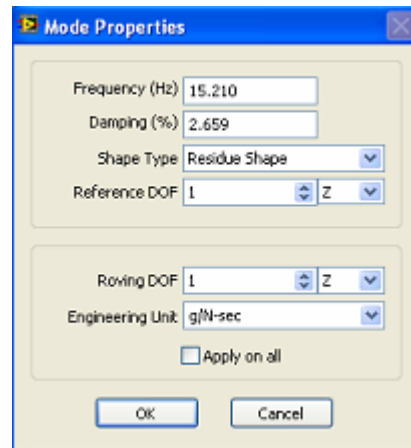 Mode Properties
Frequency (Hz) 15.210
Damping (%) 2.659
Shape Type Residue Shape
Reference DOF 1 Z
Roving DOF 1 Z
Engineering Unit g/N-sec
Apply on all
OK Cancel